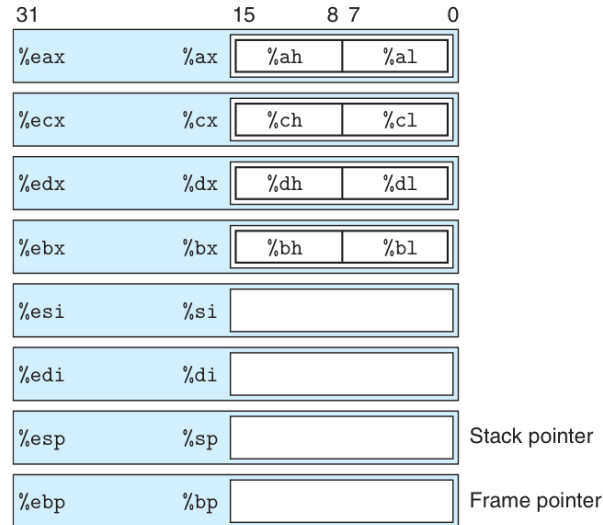 31 15 8 7 0
%eax %ax %ah %al
%ecx %cx %ch %cl
%edx %dx %dh %dl
%ebx %bx %bh %bl
%esi %si
%edi %di
%esp %sp Stack pointer
%ebp %bp Frame pointer